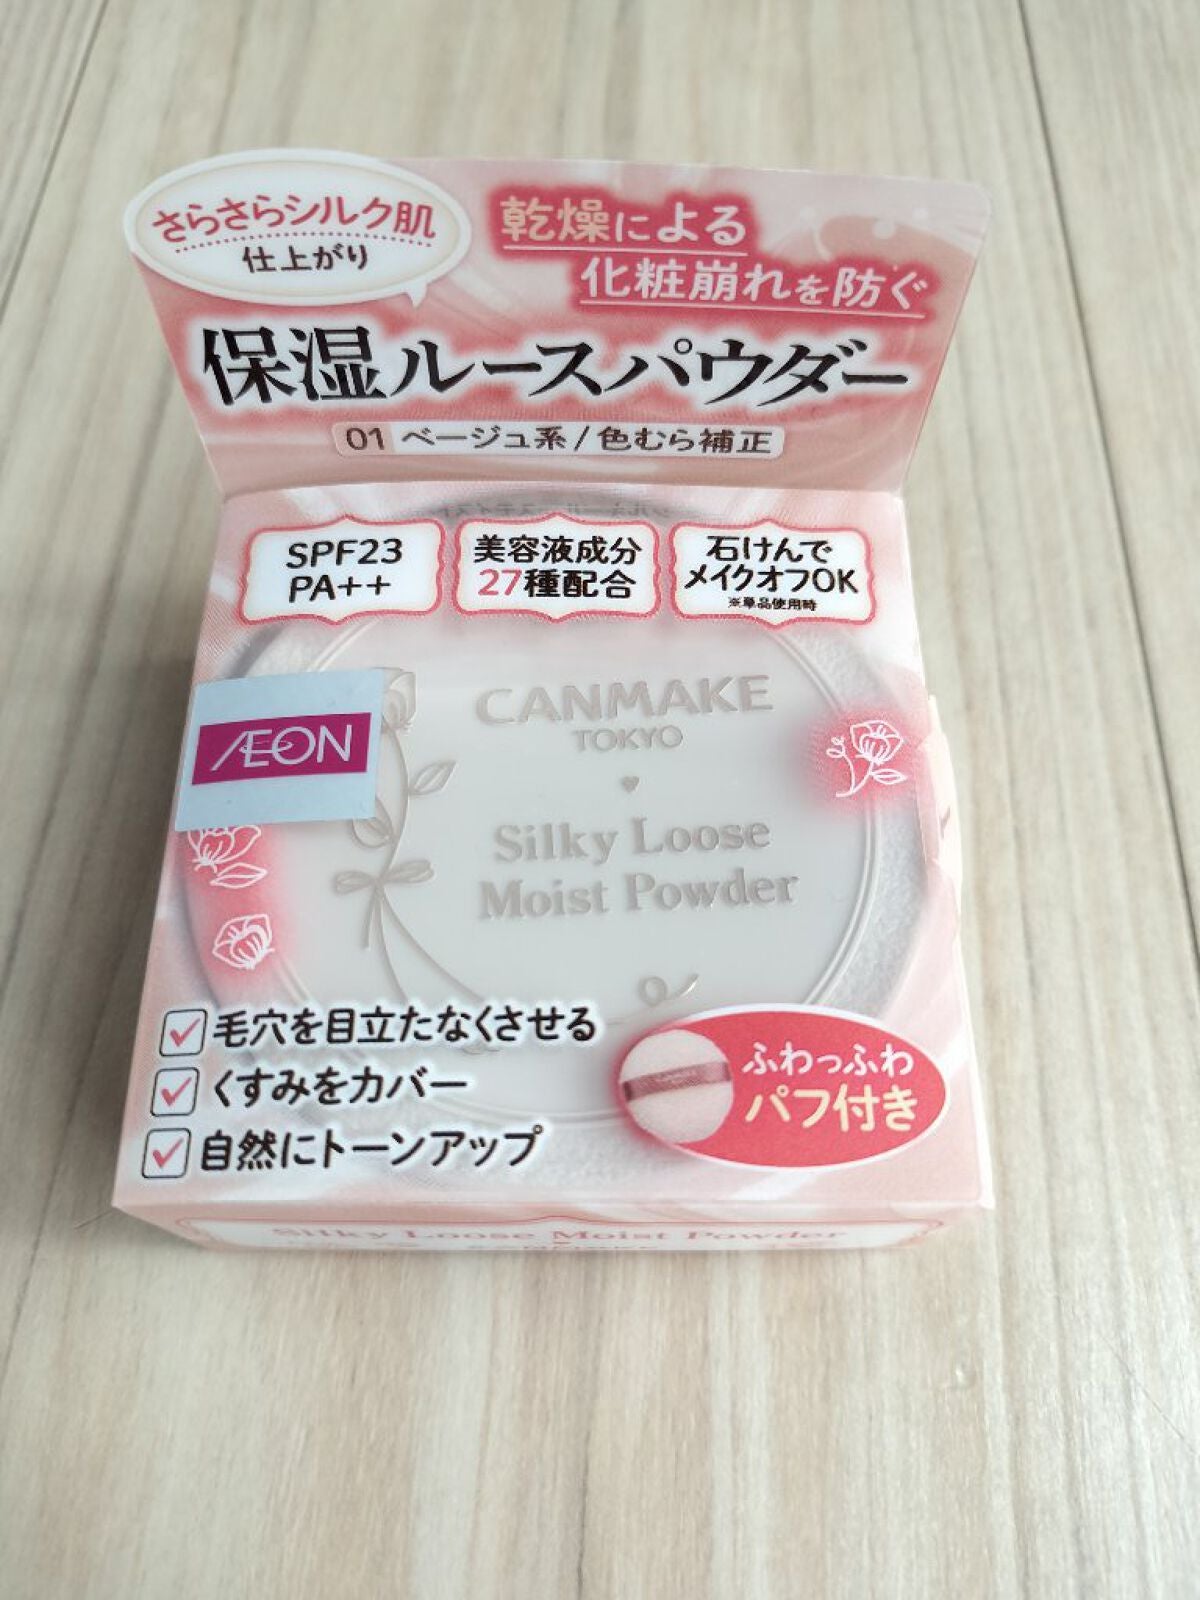 さらさらシルク肌
仕上がり
乾燥による
化粧崩れを防ぐ
保湿ルースパウダー
01 ベージュ系/色むら補正
SPF23
PA++
美容液成分
27種配合
石けんで
メイクオフOK
※単品使用時
ÆON
CANMAKE
TOKYO
Silky Loose
Moist Powder
毛穴を目立たなくさせる
くすみをカバー
自然にトーンアップ
ふわっふわ
パフ付き
Silky Loose Moist Powder